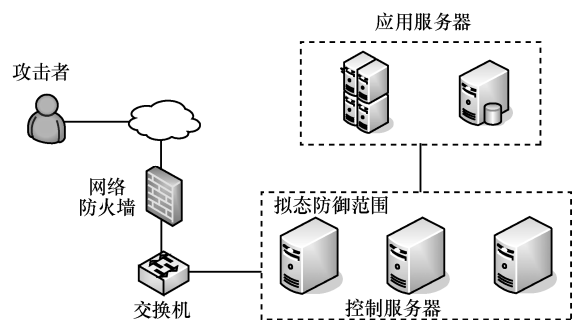 应用服务器
攻击者
网络
防火墙
拟态防御范围
交换机
控制服务器